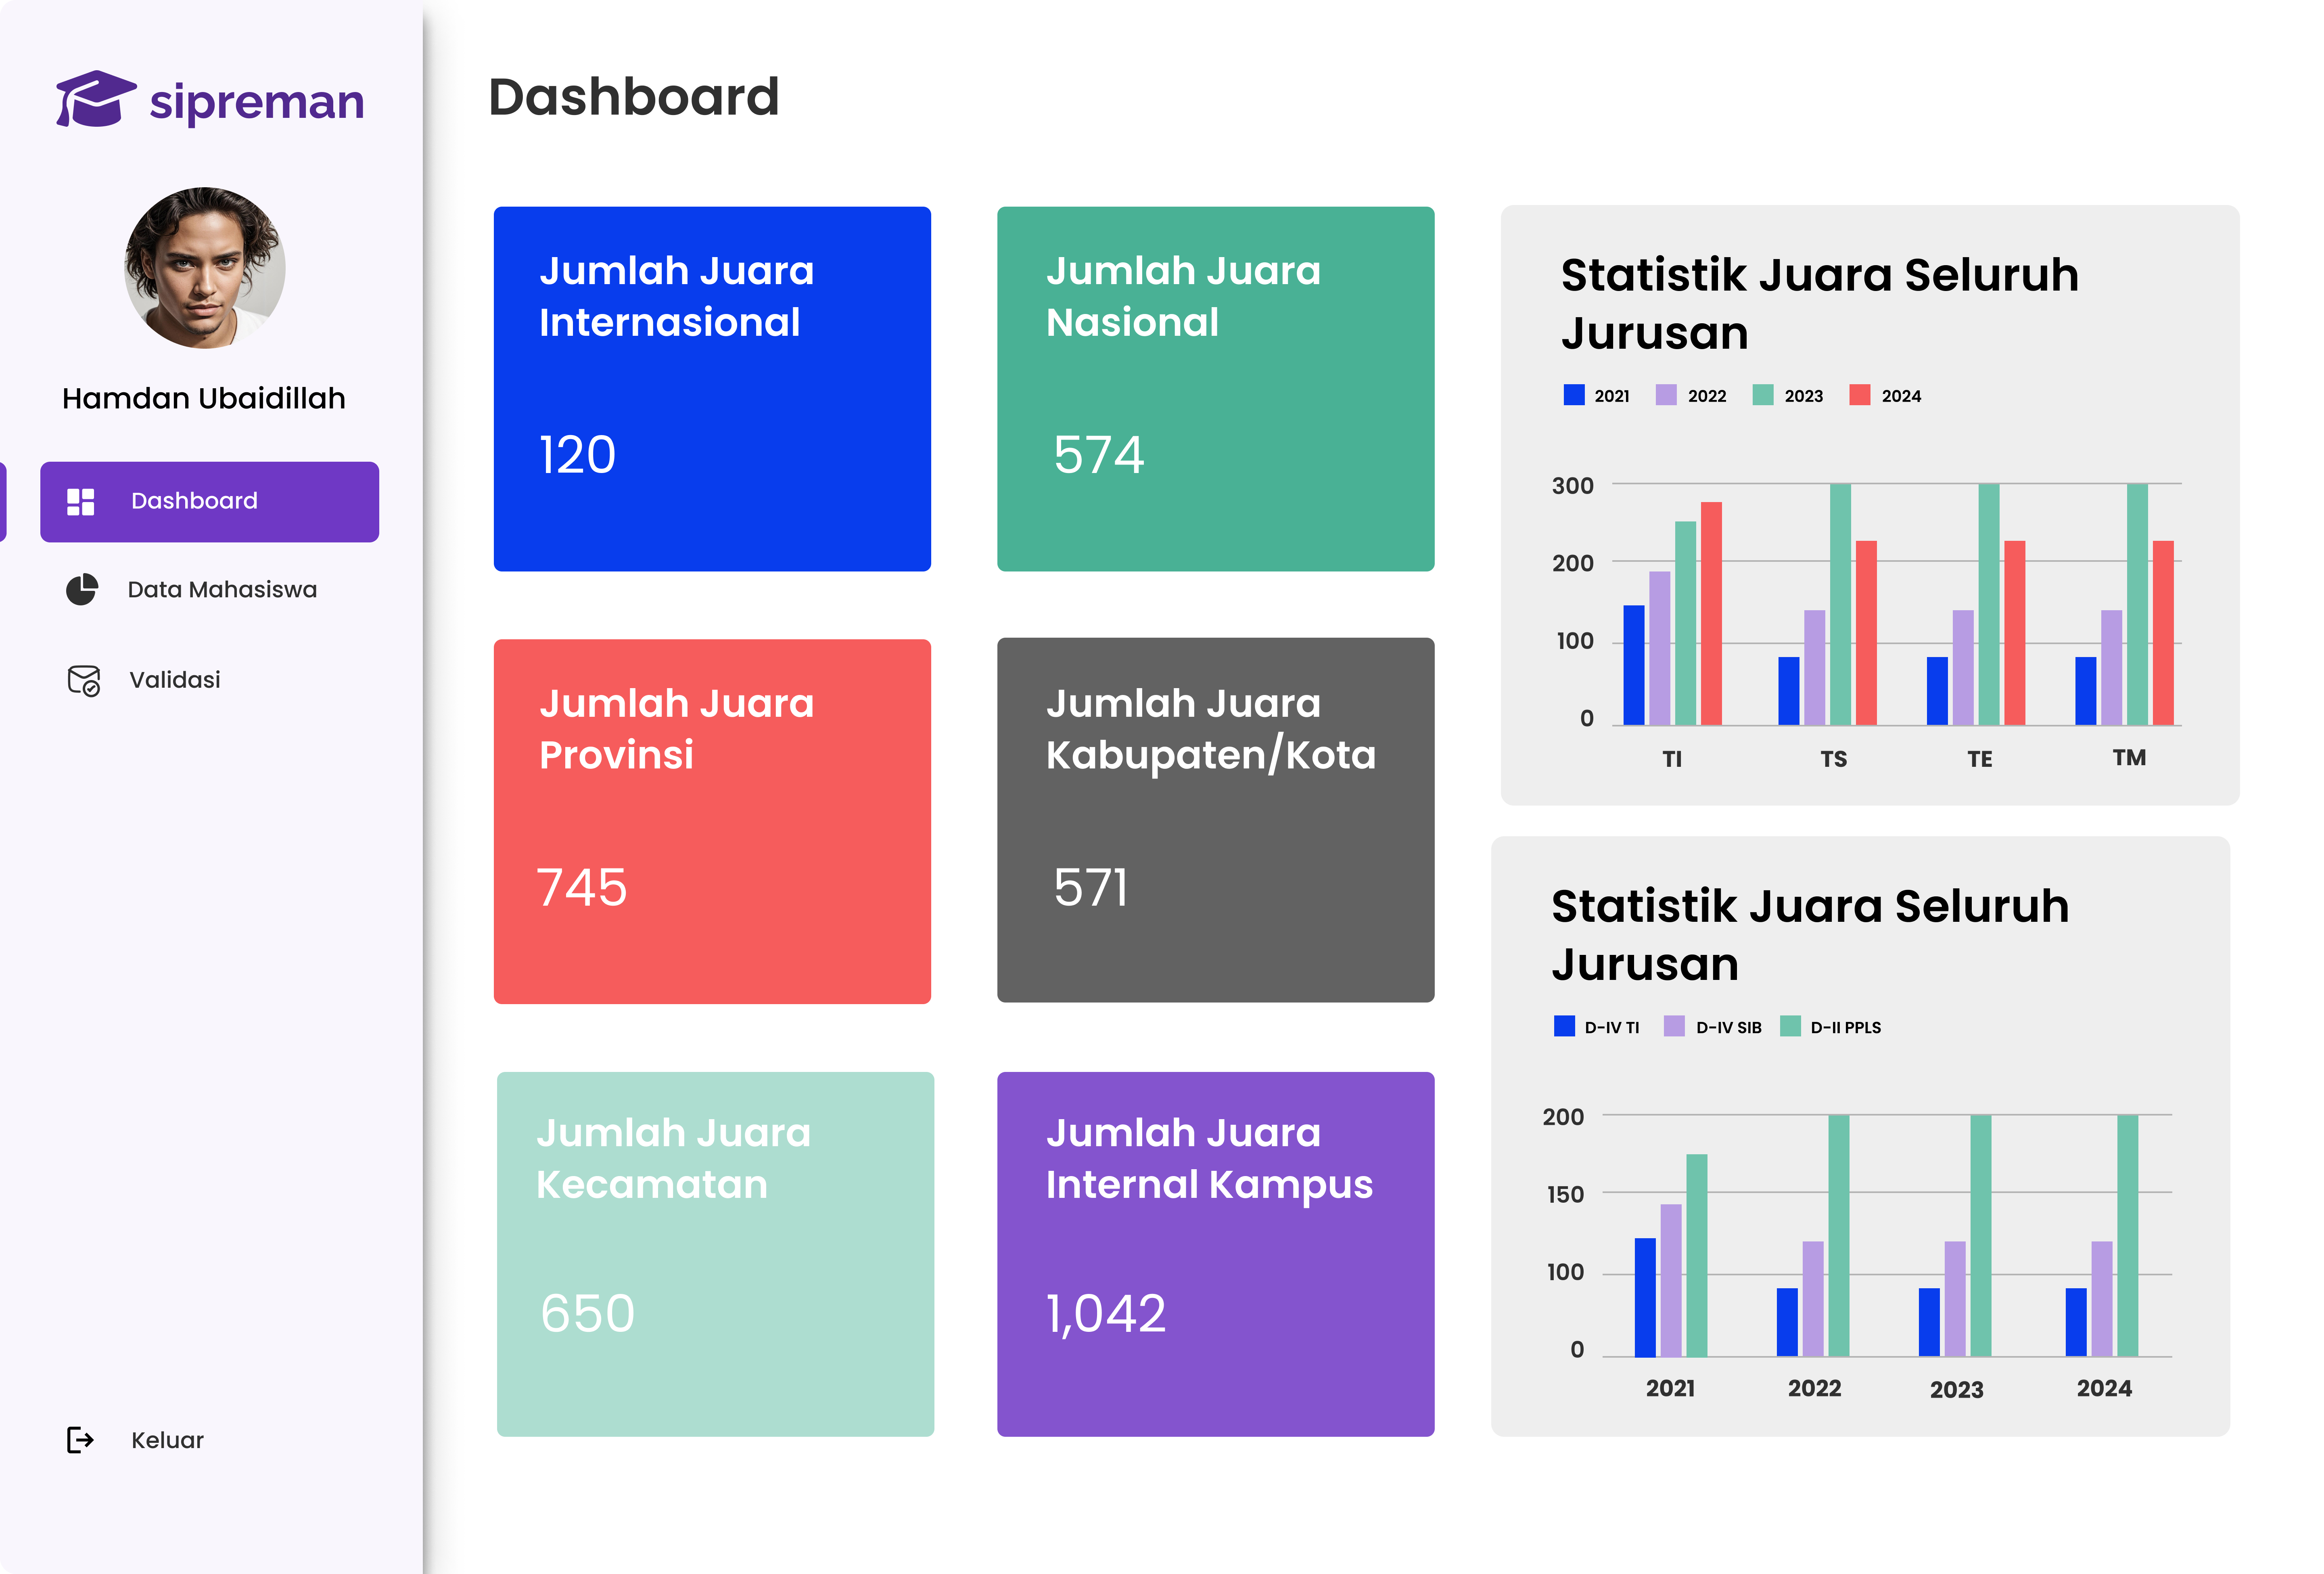 sipreman
Hamdan Ubaidillah
Dashboard
Data Mahasiswa
Validasi
Keluar
Dashboard
Jumlah Juara
Internasional
120
Jumlah Juara
Nasional
574
Jumlah Juara
Provinsi
745
Jumlah Juara
Kabupaten/Kota
571
Jumlah Juara
Kecamatan
650
Jumlah Juara
Internal Kampus
1,042
Statistik Juara Seluruh
Jurusan
2021 2022 2023 2024
300
200
100
0
TI TS TE TM
Statistik Juara Seluruh
Jurusan
D-IV TI D-IV SIB D-II PPLS
200
150
100
0
2021 2022 2023 2024